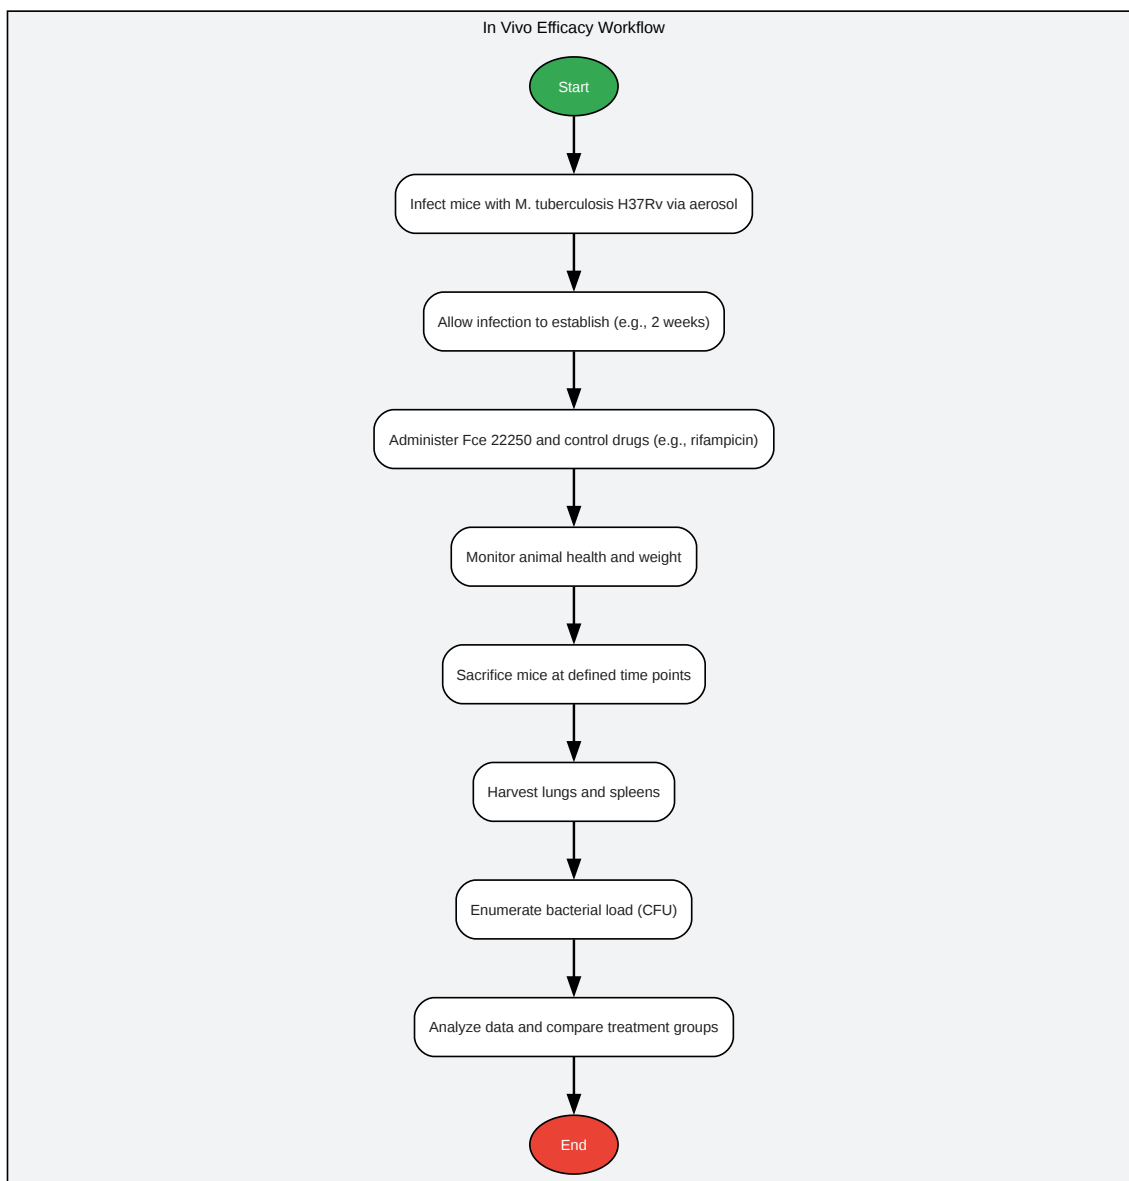 In Vivo Efficacy Workflow
Start
Infect mice with M. tuberculosis H37Rv via aerosol
Allow infection to establish (e.g., 2 weeks)
Administer Fce 22250 and control drugs (e.g., rifampicin)
Monitor animal health and weight
Sacrifice mice at defined time points
Harvest lungs and spleens
Enumerate bacterial load (CFU)
Analyze data and compare treatment groups
End